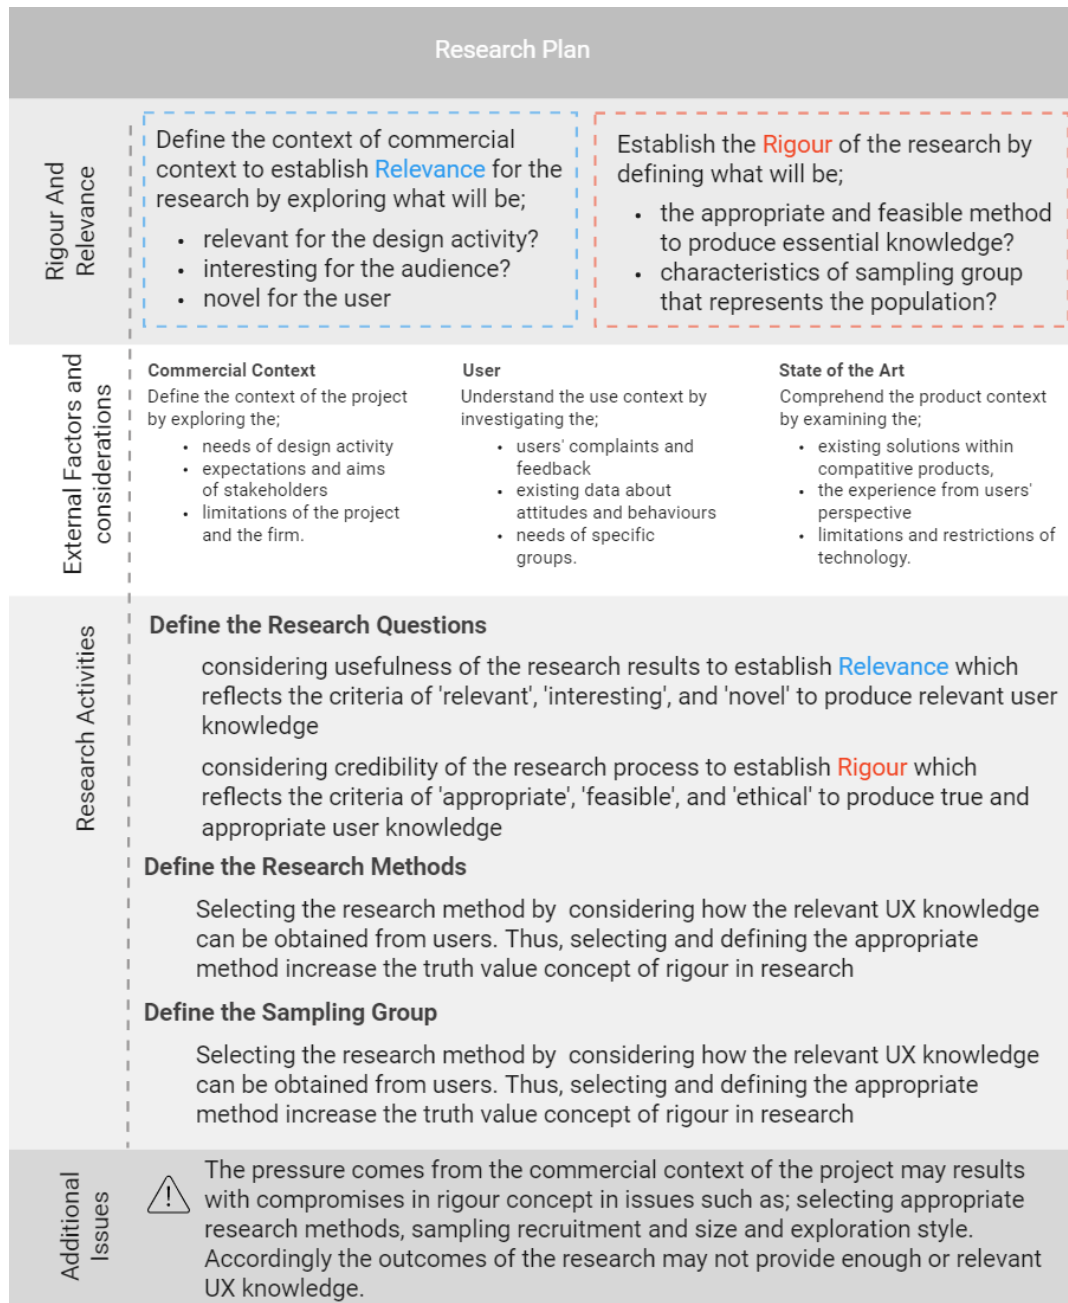 Research Plan
Rigour And
Relevance
Define the context of commercial
context to establish Relevance for the
research by exploring what will be;
• relevant for the design activity?
• interesting for the audience?
• novel for the user
Establish the Rigour of the research by
defining what will be;
• the appropriate and feasible method
to produce essential knowledge?
• characteristics of sampling group
that represents the population?
External Factors and
considerations
Commercial Context
Define the context of the project
by exploring the;
• needs of design activity
• expectations and aims
of stakeholders
• limitations of the project
and the firm.
User
Understand the use context by
investigating the;
• users' complaints and
feedback
• existing data about
attitudes and behaviours
• needs of specific
groups.
State of the Art
Comprehend the product context
by examining the;
• existing solutions within
compatitive products,
• the experience from users'
perspective
• limitations and restrictions of
technology.
Research Activities
Define the Research Questions
considering usefulness of the research results to establish Relevance which
reflects the criteria of 'relevant', 'interesting', and 'novel' to produce relevant user
knowledge
considering credibility of the research process to establish Rigour which
reflects the criteria of 'appropriate', 'feasible', and 'ethical' to produce true and
appropriate user knowledge
Define the Research Methods
Selecting the research method by considering how the relevant UX knowledge
can be obtained from users. Thus, selecting and defining the appropriate
method increase the truth value concept of rigour in research
Define the Sampling Group
Selecting the research method by considering how the relevant UX knowledge
can be obtained from users. Thus, selecting and defining the appropriate
method increase the truth value concept of rigour in research
Additional
Issues
The pressure comes from the commercial context of the project may results
with compromises in rigour concept in issues such as; selecting appropriate
research methods, sampling recruitment and size and exploration style.
Accordingly the outcomes of the research may not provide enough or relevant
UX knowledge.